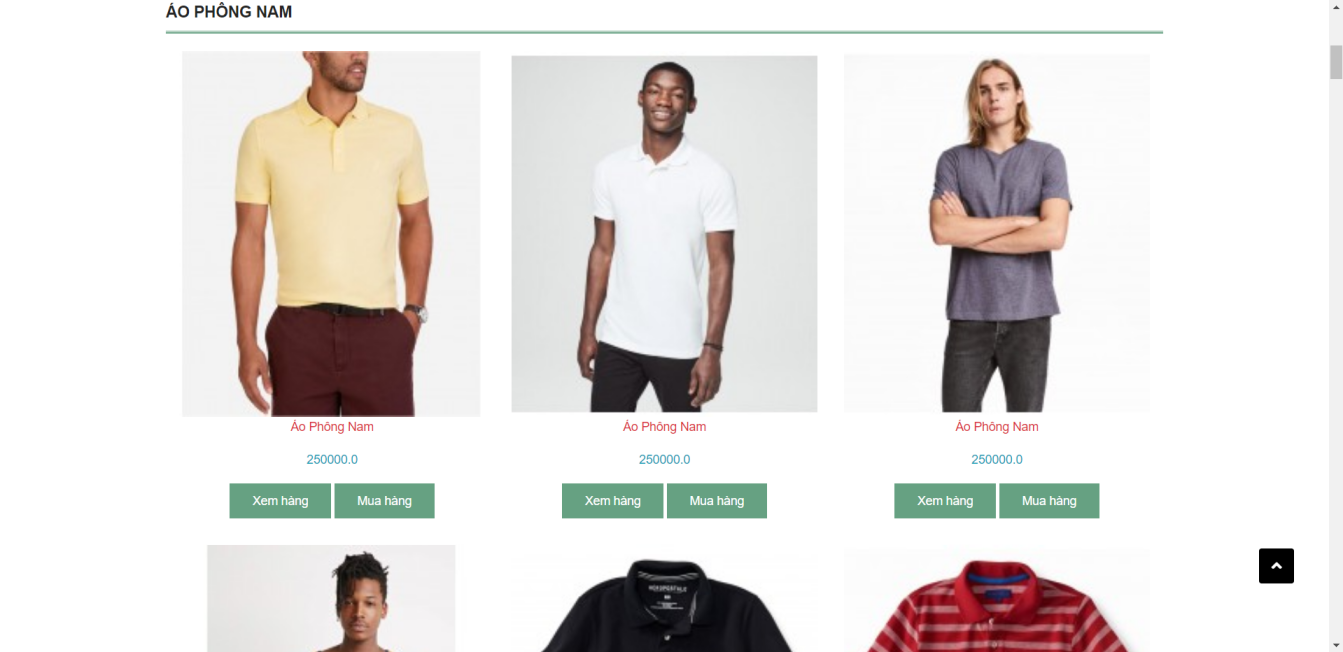 ÁO PHÔNG NAM
Áo Phông Nam
Áo Phông Nam
Áo Phông Nam
250000.0
250000.0
250000.0
Xem hàng
Mua hàng
Xem hàng
Mua hàng
Xem hàng
Mua hàng